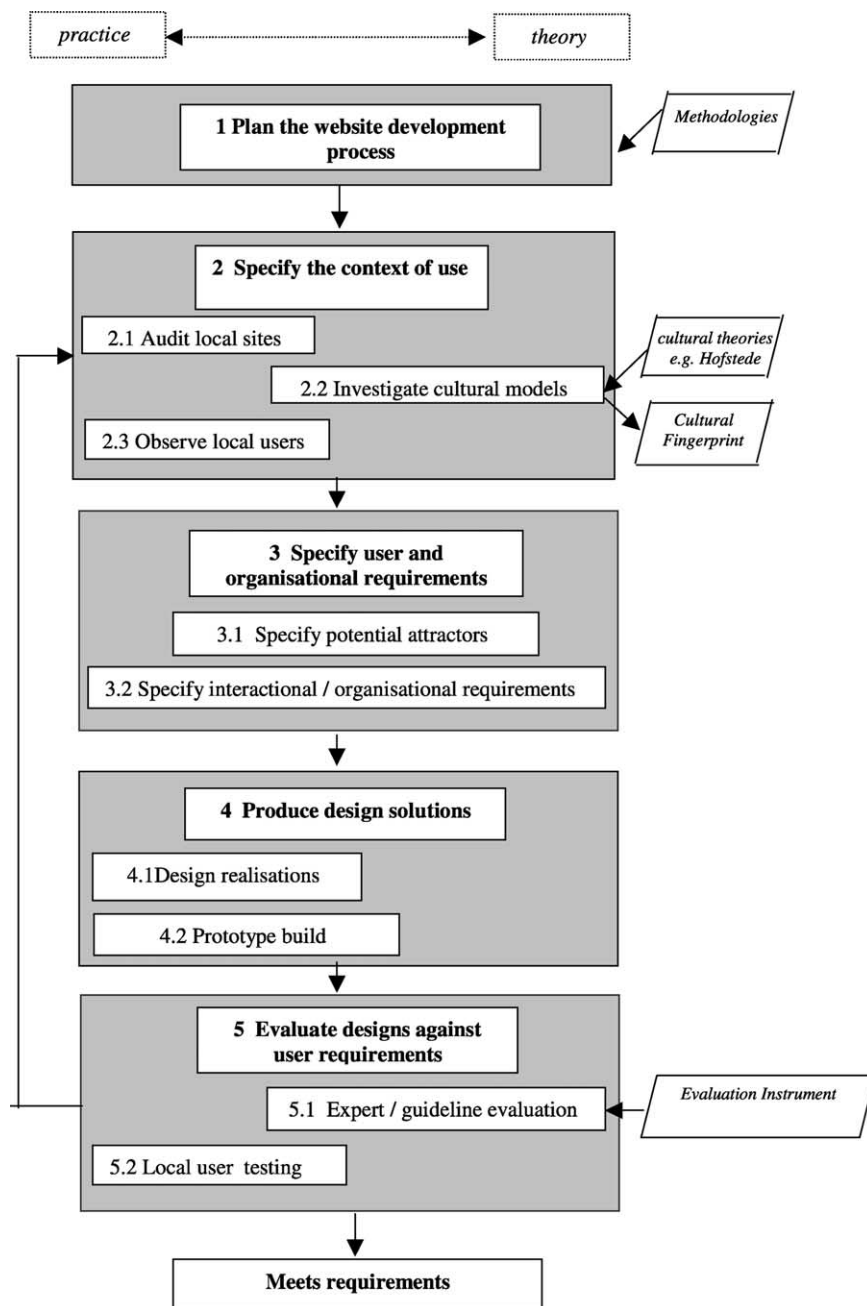 practice
theory
1 Plan the website development
process
Methodologies
2 Specify the context of use
2.1 Audit local sites
cultural theories
e.g. Hofstede
2.2 Investigate cultural models
Cultural
Fingerprint
2.3 Observe local users
3 Specify user and
organisational requirements
3.1 Specify potential attractors
3.2 Specify interactional / organisational requirements
4 Produce design solutions
4.1Design realisations
4.2 Prototype build
5 Evaluate designs against
user requirements
5.1 Expert / guideline evaluation
Evaluation Instrument
5.2 Local user testing
Meets requirements